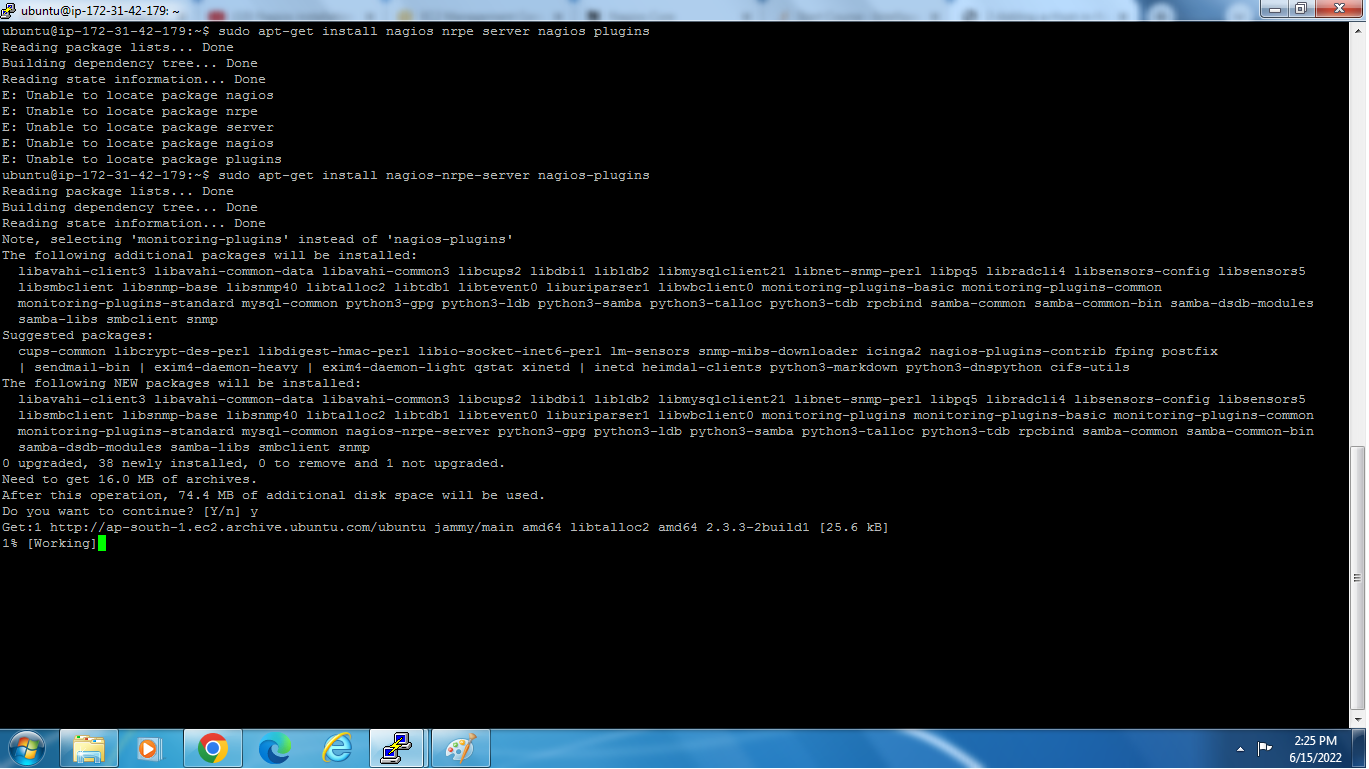 ubuntu@ip-172-31-42-179: ~
ubuntu@ip-172-31-42-179:~$ sudo apt-get install nagios nrpe server nagios plugins
Reading package lists... Done
Building dependency tree... Done
Reading state information... Done
E: Unable to locate package nagios
E: Unable to locate package nrpe
E: Unable to locate package server
E: Unable to locate package nagios
E: Unable to locate package plugins
ubuntu@ip-172-31-42-179:~$ sudo apt-get install nagios-nrpe-server nagios-plugins
Reading package lists... Done
Building dependency tree... Done
Reading state information... Done
Note, selecting 'monitoring-plugins' instead of 'nagios-plugins'
The following additional packages will be installed:
  libavahi-client3 libavahi-common-data libavahi-common3 libcups2 libdbi1 libldb2 libmysqlclient21 libnet-snmp-perl libpq5 libradcli4 libsensors-config libsensors5
  libsmbclient libsnmp-base libsnmp40 libtalloc2 libtdb1 libtevent0 liburiparser1 libwbclient0 monitoring-plugins-basic monitoring-plugins-common
  monitoring-plugins-standard mysql-common python3-gpg python3-ldb python3-samba python3-talloc python3-tdb rpcbind samba-common samba-common-bin samba-dsdb-modules
  samba-libs smbclient snmp
Suggested packages:
  cups-common libcrypt-des-perl libdigest-hmac-perl libio-socket-inet6-perl lm-sensors snmp-mibs-downloader icinga2 nagios-plugins-contrib fping postfix
  | sendmail-bin | exim4-daemon-heavy | exim4-daemon-light qstat xinetd | inetd heimdal-clients python3-markdown python3-dnspython cifs-utils
The following NEW packages will be installed:
  libavahi-client3 libavahi-common-data libavahi-common3 libcups2 libdbi1 libldb2 libmysqlclient21 libnet-snmp-perl libpq5 libradcli4 libsensors-config libsensors5
  libsmbclient libsnmp-base libsnmp40 libtalloc2 libtdb1 libtevent0 liburiparser1 libwbclient0 monitoring-plugins monitoring-plugins-basic monitoring-plugins-common
  monitoring-plugins-standard mysql-common nagios-nrpe-server python3-gpg python3-ldb python3-samba python3-talloc python3-tdb rpcbind samba-common samba-common-bin
  samba-dsdb-modules samba-libs smbclient snmp
0 upgraded, 38 newly installed, 0 to remove and 1 not upgraded.
Need to get 16.0 MB of archives.
After this operation, 74.4 MB of additional disk space will be used.
Do you want to continue? [Y/n] y
Get:1 http://ap-south-1.ec2.archive.ubuntu.com/ubuntu jammy/main amd64 libtalloc2 amd64 2.3.3-2build1 [25.6 kB]
1% [Working]
2:25 PM
6/15/2022